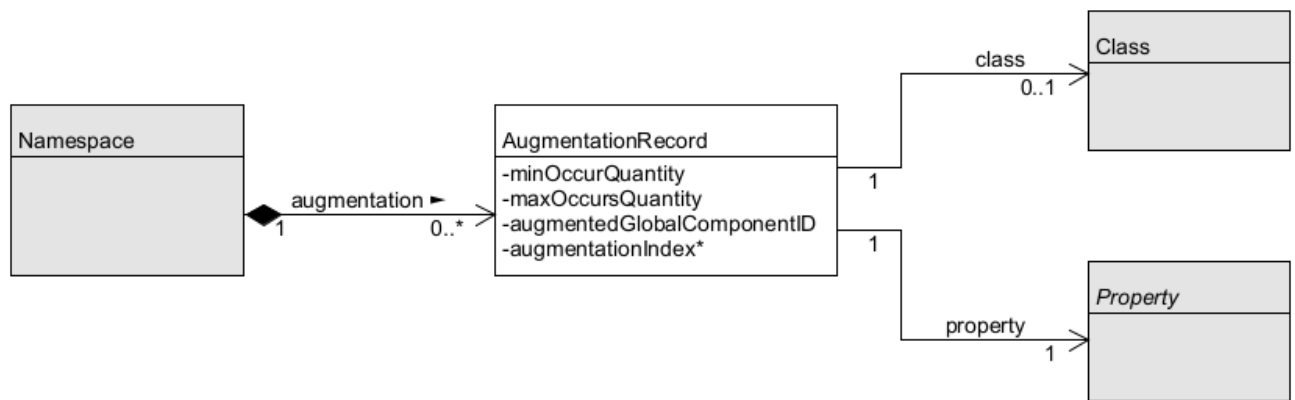 Namespace
augmentation ►
1
0..*
AugmentationRecord
-minOccurQuantity
-maxOccursQuantity
-augmentedGlobalComponentID
-augmentationIndex*
1
class
0..1
Class
1
property
1
Property